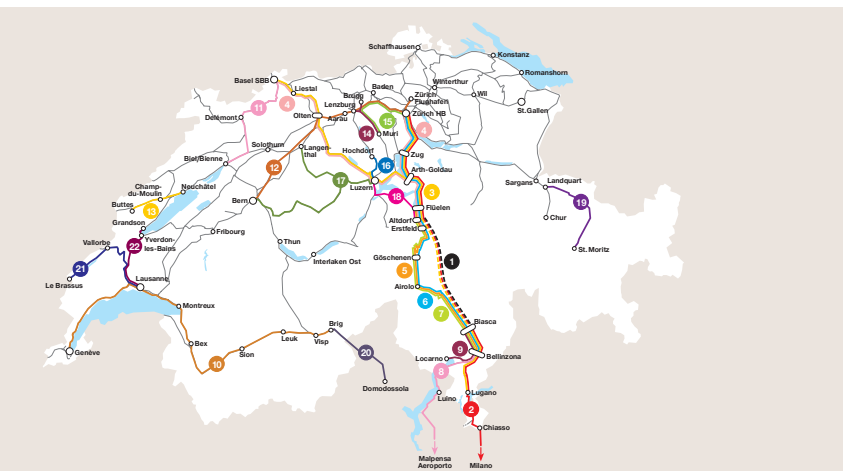 Schaffhausen
Konstanz
Romanshorn
Basel SBB
Liestal
Baden
Winterthur
Brugg
Zürich
Flughafen
Wil
Lenzburg
11
4
Olten
Aarau
Zürich HB
St.Gallen
Delémont
15
4
14
Muri
Solothurn
Langen-
thal
Hochdorf
Biel/Bienne
Zug
16
12
Arth-Goldau
Champ-
du-Moulin
Neuchâtel
17
Luzern
Sargans
Landquart
3
18
Buttes
13
Bern
19
Flüelen
Grandson
Altdorf
Chur
Erstfeld
Fribourg
Vallorbe
22
Yverdon-
les-Bains
Thun
St.Moritz
Göschenen
1
Interlaken Ost
21
5
Le Brassus
Lausanne
Airolo
6
Montreux
7
Biasca
Brig
Leuk
Visp
Bex
9
Genève
Sion
20
Locarno
Bellinzona
10
8
Domodossola
Luino
Lugano
2
Chiasso
Malpensa
Aeroporto
Milano